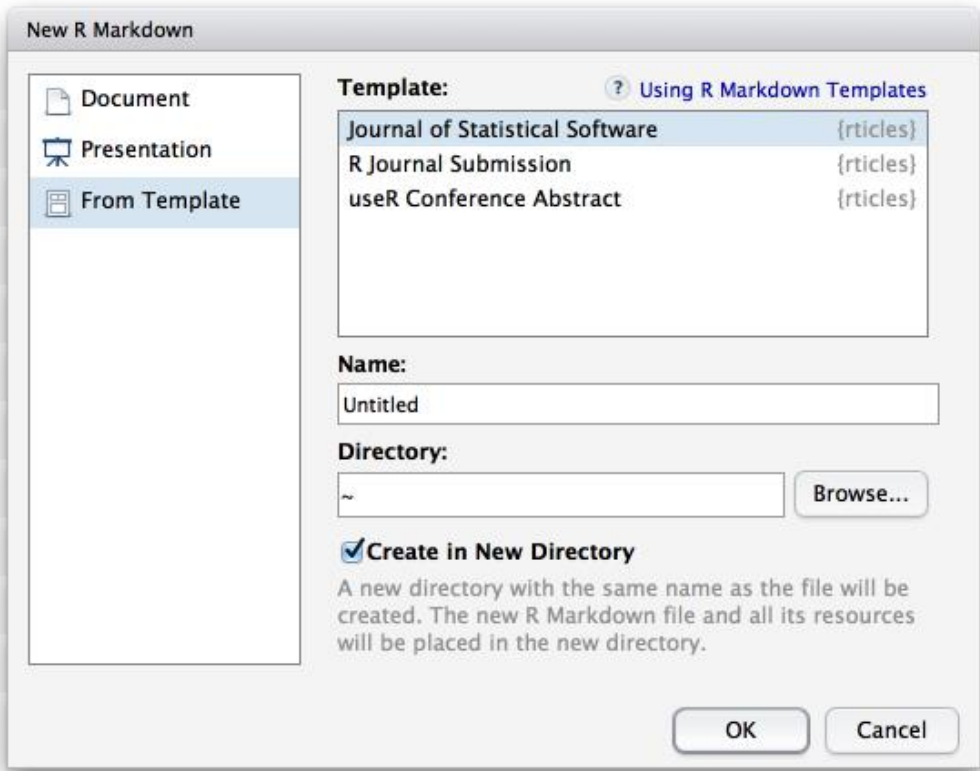 New R Markdown
Document
Presentation
From Template
Template:
? Using R Markdown Templates
Journal of Statistical Software {rticles}
R Journal Submission {rticles}
useR Conference Abstract {rticles}
Name:
Untitled
Directory:
~
Browse...
Create in New Directory
A new directory with the same name as the file will be
created. The new R Markdown file and all its resources
will be placed in the new directory.
OK
Cancel